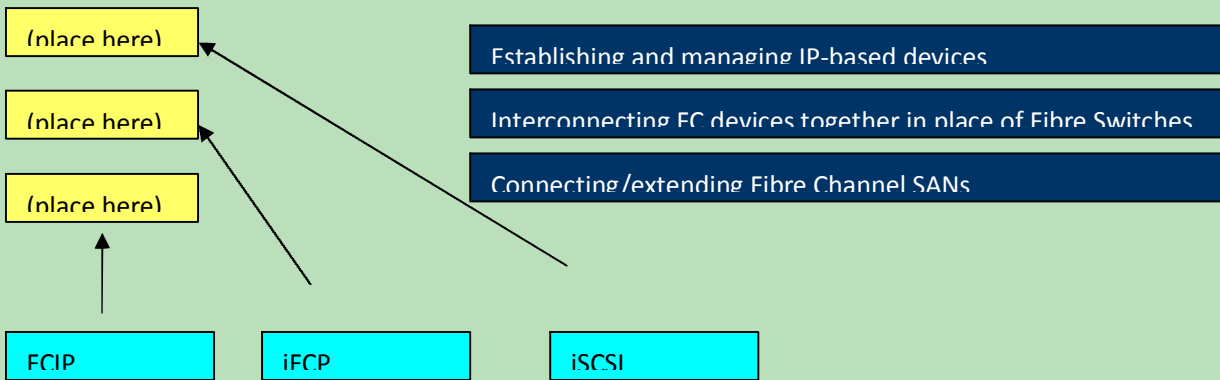 (place here)
Establishing and managing IP-based devices
(place here)
Interconnecting FC devices together in place of Fibre Switches
(place here)
Connecting/extending Fibre Channel SANs
FCIP
iFCP
iSCSI